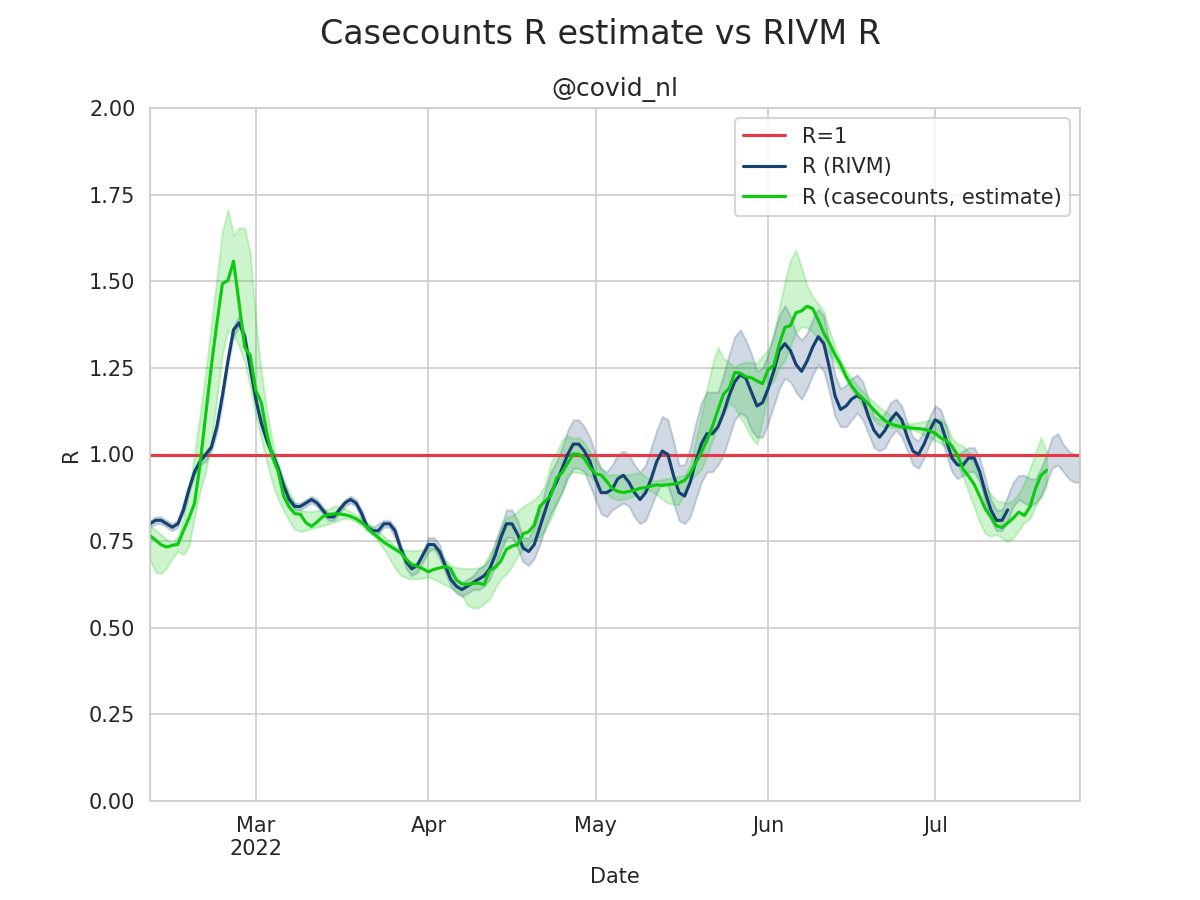 Casecounts R estimate vs RIVM R
@covid_nl
R=1
R (RIVM)
R (casecounts, estimate)
2.00
1.75
1.50
1.25
1.00
0.75
0.50
0.25
0.00
R
Mar Apr May Jun Jul
2022
Date